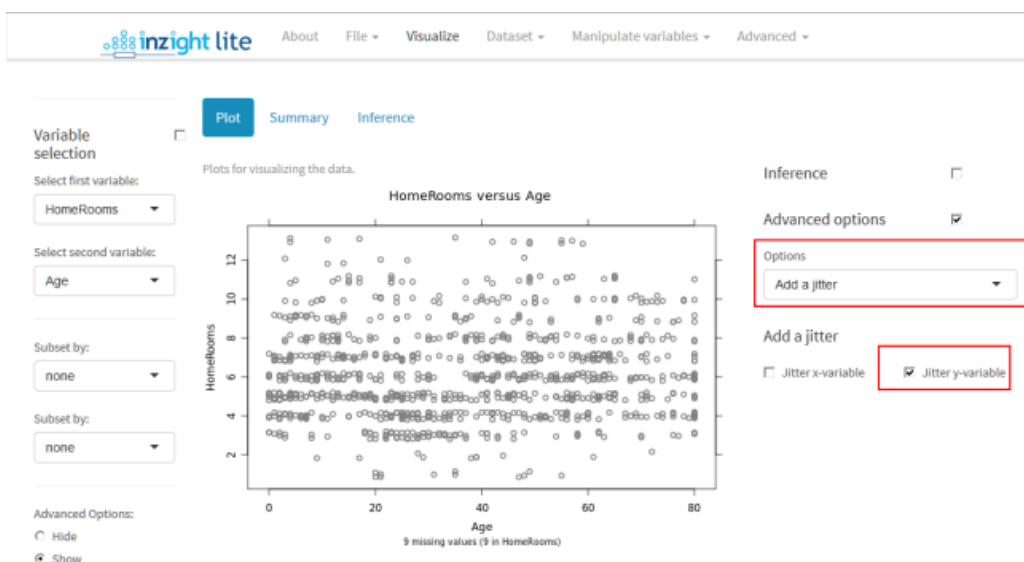 inzight lite
About
File
Visualize
Dataset
Manipulate variables
Advanced
Variable
selection
Select first variable:
HomeRooms
Select second variable:
Age
Subset by:
none
Subset by:
none
Advanced Options:
Hide
Show
Plot
Summary
Inference
Plots for visualizing the data.
HomeRooms versus Age
HomeRooms
12
10
8
6
4
2
0
20
40
60
80
Age
9 missing values (9 in HomeRooms)
Inference
Advanced options
Options
Add a jitter
Add a jitter
Jitter x-variable
Jitter y-variable